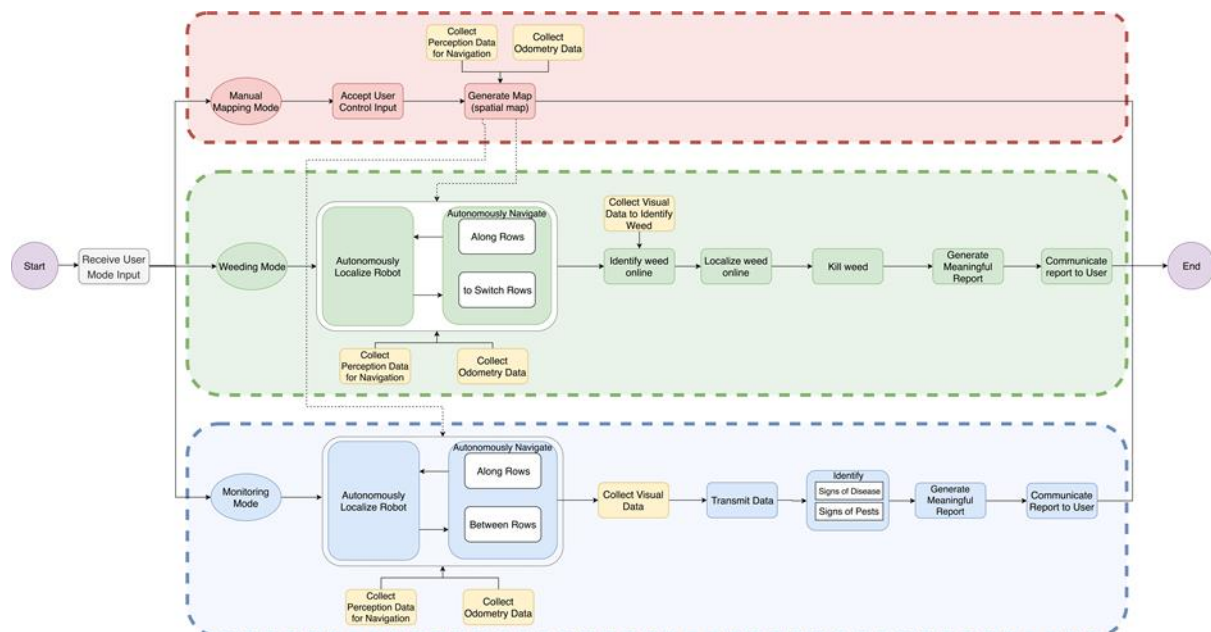 Collect
Perception Data
for Navigation
Collect
Odometry Data
Manual
Mapping Mode
Accept User
Control Input
Generate Map
(spatial map)
Start
Receive User
Mode Input
Weeding Mode
Autonomously
Localize Robot
Autonomously Navigate
Along Rows
to Switch Rows
Collect
Perception Data
for Navigation
Collect
Odometry Data
Collect Visual
Data to Identify
Weed
Identify weed
online
Localize weed
online
Kill weed
Generate
Meaningful
Report
Communicate
report to User
End
Monitoring
Mode
Autonomously
Localize Robot
Autonomously Navigate
Along Rows
Between Rows
Collect
Perception Data
for Navigation
Collect
Odometry Data
Collect Visual
Data
Transmit Data
Identify
Signs of Disease
Signs of Pests
Generate
Meaningful
Report
Communicate
Report to User